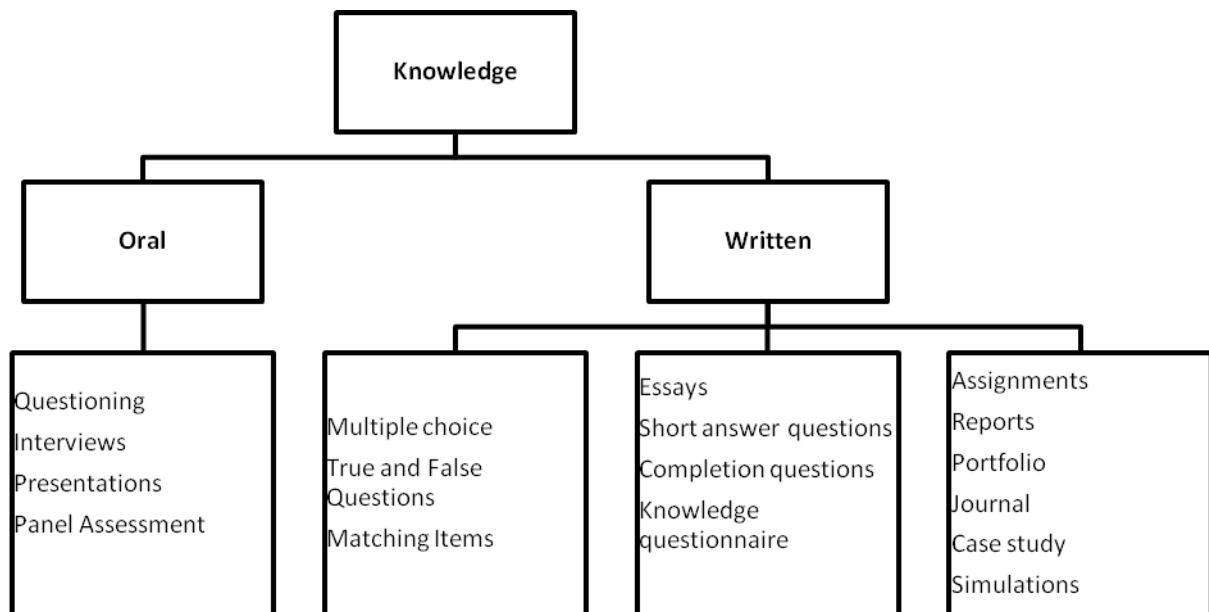 Knowledge
Oral
Written
Questioning
Interviews
Presentations
Panel Assessment
Multiple choice
True and False
Questions
Matching Items
Essays
Short answer questions
Completion questions
Knowledge
questionnaire
Assignments
Reports
Portfolio
Journal
Case study
Simulations